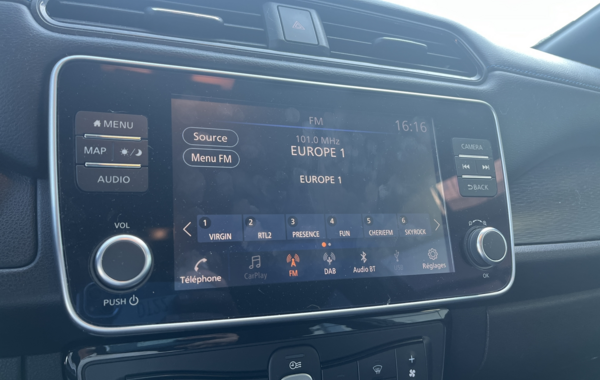 MENU
MAP
AUDIO
VOL
PUSH
FM
16:16
Source
Menu FM
101.0 MHz
EUROPE 1
EUROPE 1
1 VIRGIN
2 RTL2
3 PRESENCE
4 FUN
5 CHERIEFM
6 SKYROCK
Téléphone
CarPlay
FM
DAB
Audio BT
Réglages
CAMERA
BACK
OK